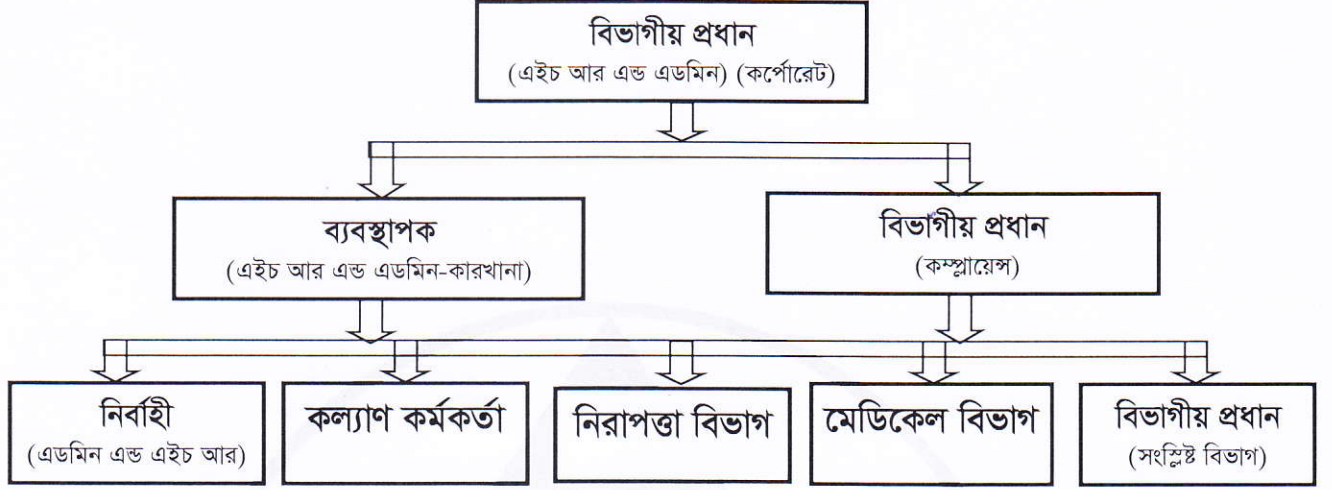 বিভাগীয় প্রধান
(এইচ আর এন্ড এডমিন) (কর্পোরেট)
ব্যবস্থাপক
(এইচ আর এন্ড এডমিন-কারখানা)
বিভাগীয় প্রধান
(কম্প্লায়েন্স)
নির্বাহী
(এডমিন এন্ড এইচ আর)
কল্যাণ কর্মকর্তা
নিরাপত্তা বিভাগ
মেডিকেল বিভাগ
বিভাগীয় প্রধান
(সংস্লিষ্ট বিভাগ)